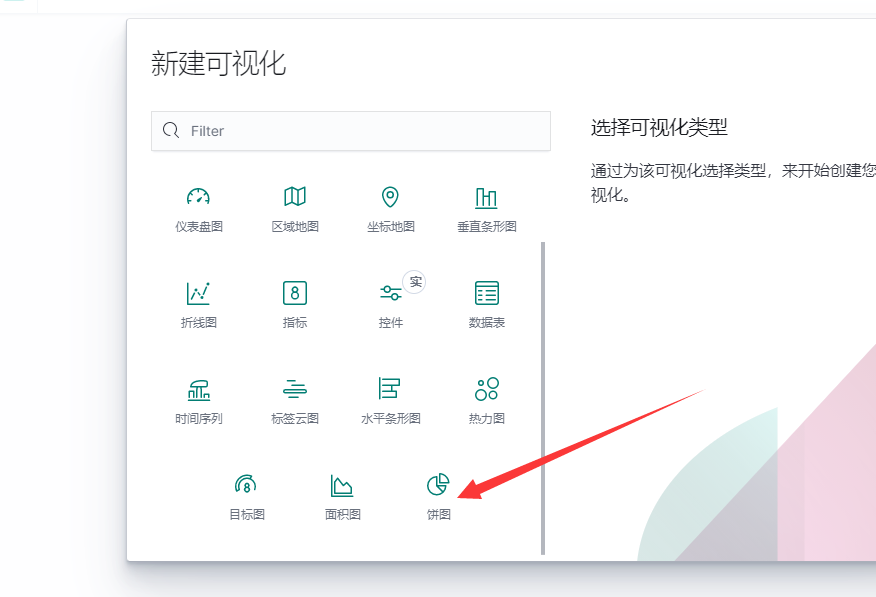 新建可视化
Filter
选择可视化类型
通过为该可视化选择类型，来开始创建您
视化。
仪表盘图
区域地图
坐标地图
垂直条形图
实
折线图
8
指标
控件
数据表
时间序列
标签云图
水平条形图
热力图
8
目标图
面积图
饼图